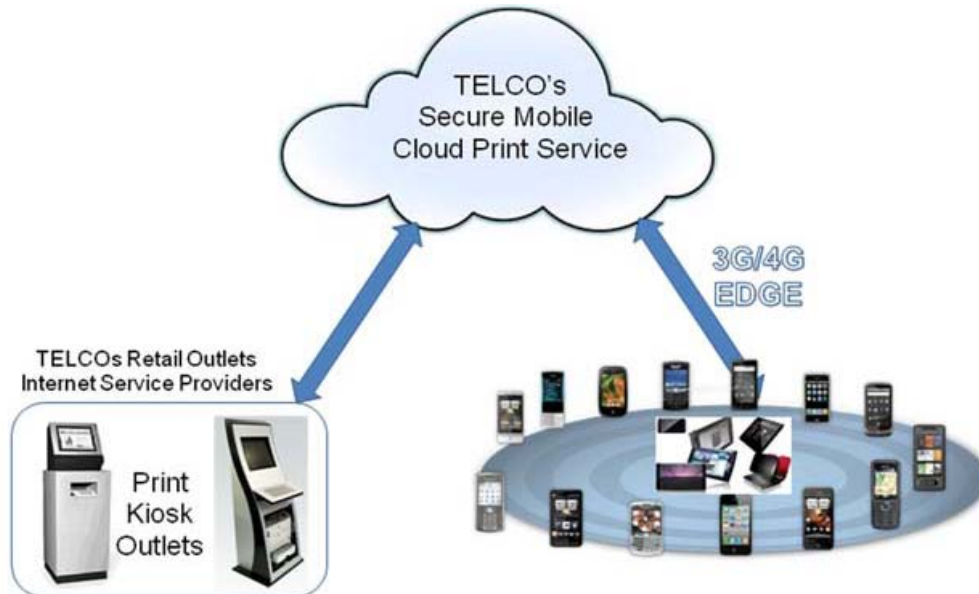 TELCO's
Secure Mobile
Cloud Print Service
3G/4G
EDGE
TELCOs Retail Outlets
Internet Service Providers
Print
Kiosk
Outlets